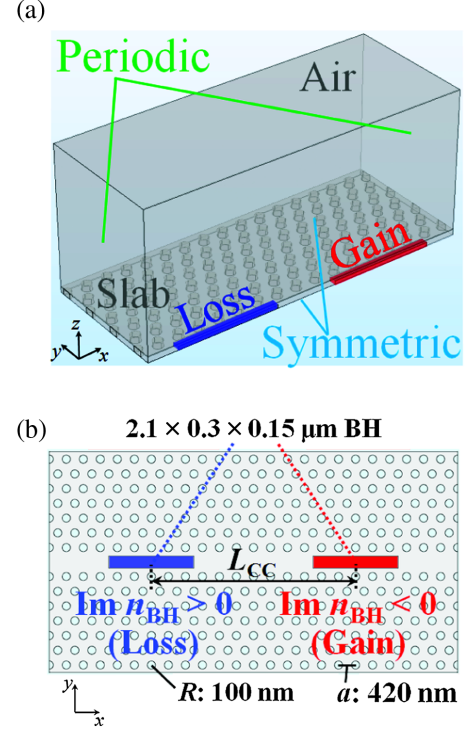 (a)
Periodic
Air
Gain
Slab
Loss
Symmetric
z
y
x
(b)
2.1 × 0.3 × 0.15 μm BH
L_CC
Im n_BH > 0
Im n_BH < 0
(Loss)
(Gain)
R: 100 nm
a: 420 nm
y
x